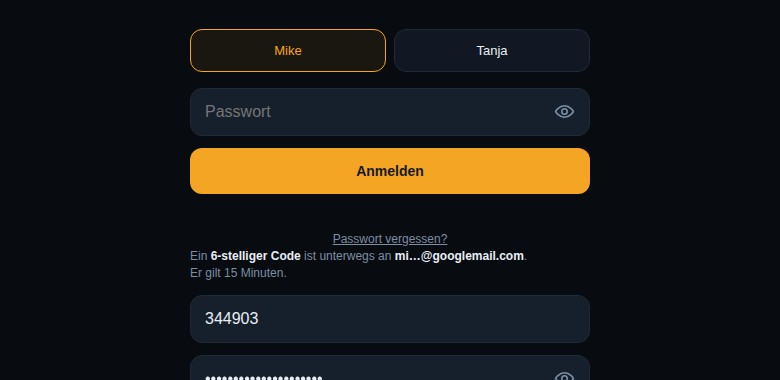 Mike
Tanja
Passwort
Anmelden
Passwort vergessen?
Ein 6-stelliger Code ist unterwegs an mi…@googlemail.com.
Er gilt 15 Minuten.
344903